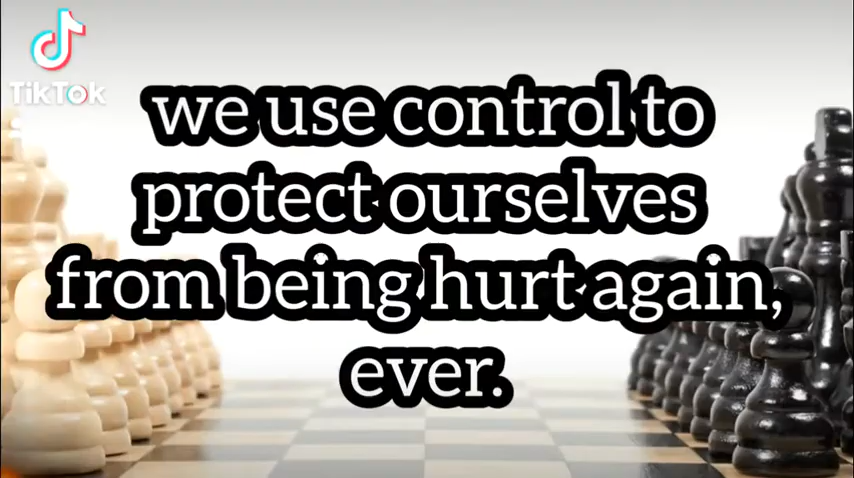 TikTok
we use control to
protect ourselves
from being hurt again,
ever.